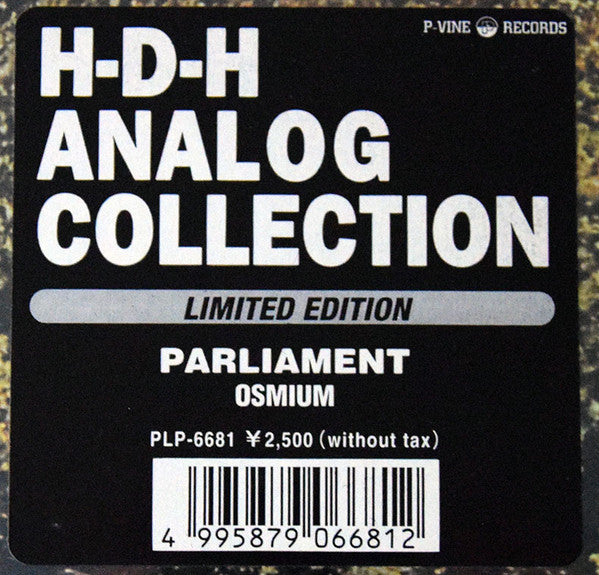 P-VINE RECORDS
H-D-H
ANALOG
COLLECTION
LIMITED EDITION
PARLIAMENT
OSMIUM
PLP-6681 ￥2,500 (without tax)
4 995879 066812